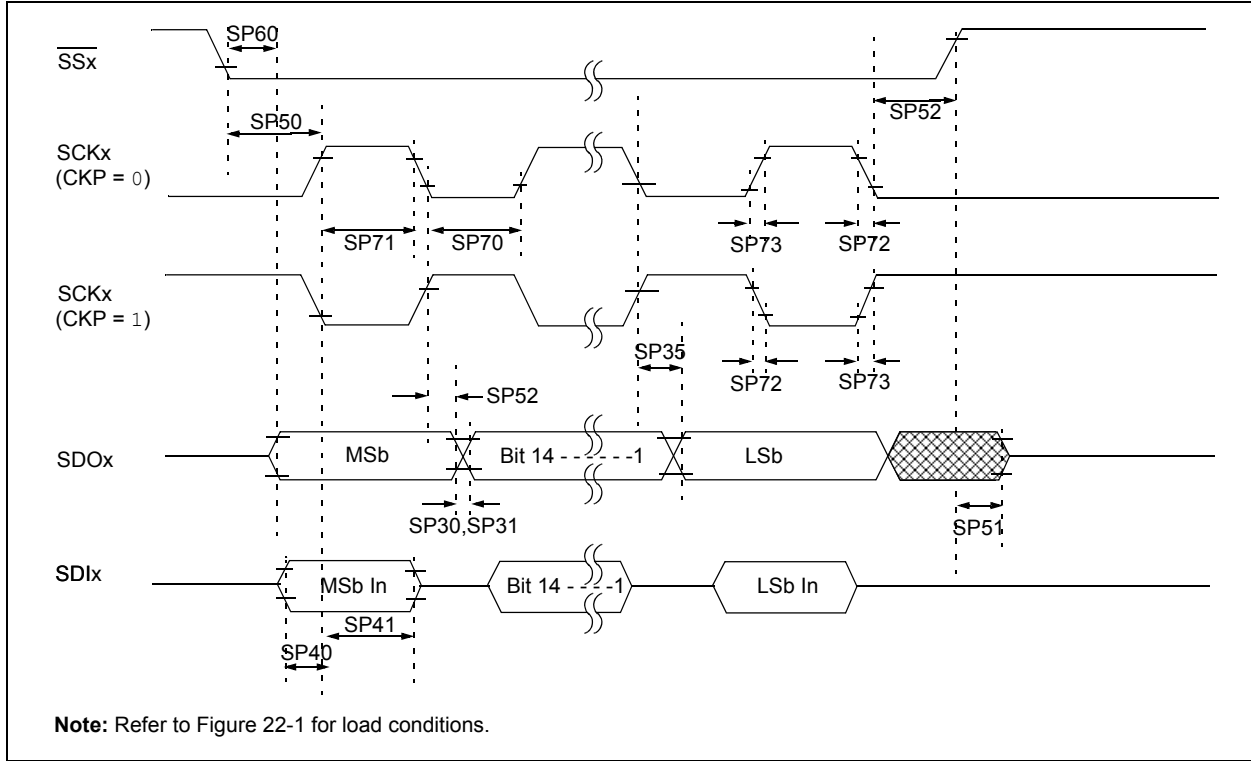 SP60
SSx
SP52
SP50
SCKx
(CKP = 0)
SP71
SP70
SP73
SP72
SCKx
(CKP = 1)
SP35
SP72
SP73
SP52
SDOx
MSb
Bit 14 - - - - - -1
LSb
SP30,SP31
SP51
SDIx
MSb In
Bit 14 - - - -1
LSb In
SP41
SP40
Note: Refer to Figure 22-1 for load conditions.